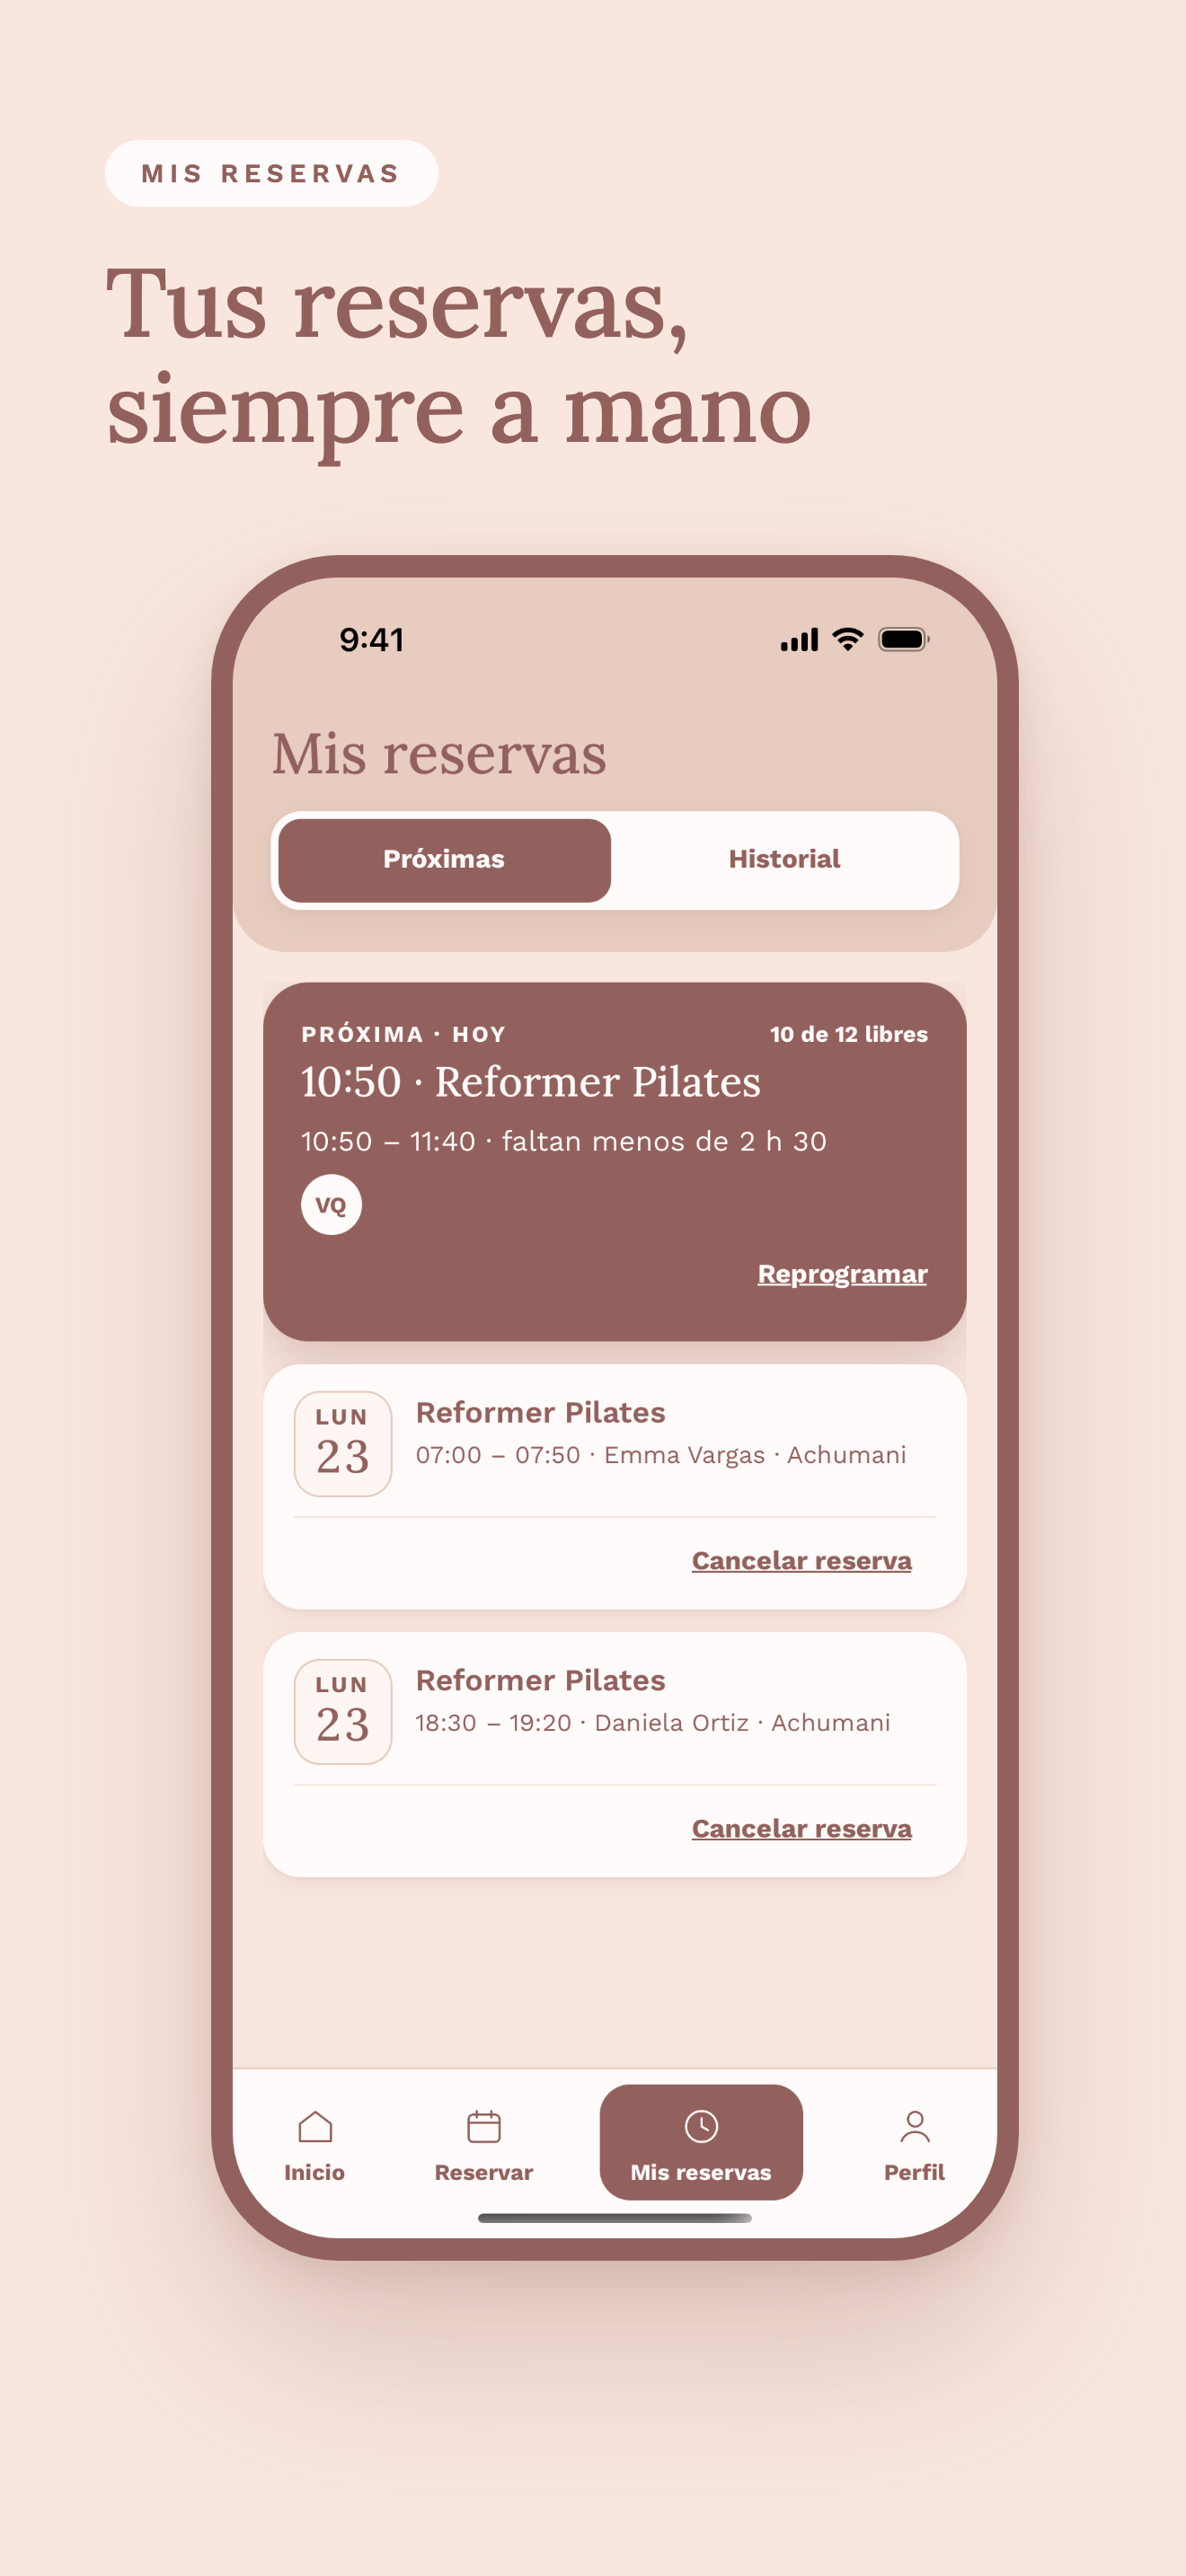 MIS RESERVAS
Tus reservas,
siempre a mano
9:41
Mis reservas
Próximas
Historial
PRÓXIMA · HOY
10 de 12 libres
10:50 · Reformer Pilates
10:50 – 11:40 · faltan menos de 2 h 30
VQ
Reprogramar
LUN
23
Reformer Pilates
07:00 – 07:50 · Emma Vargas · Achumani
Cancelar reserva
LUN
23
Reformer Pilates
18:30 – 19:20 · Daniela Ortiz · Achumani
Cancelar reserva
Inicio
Reservar
Mis reservas
Perfil